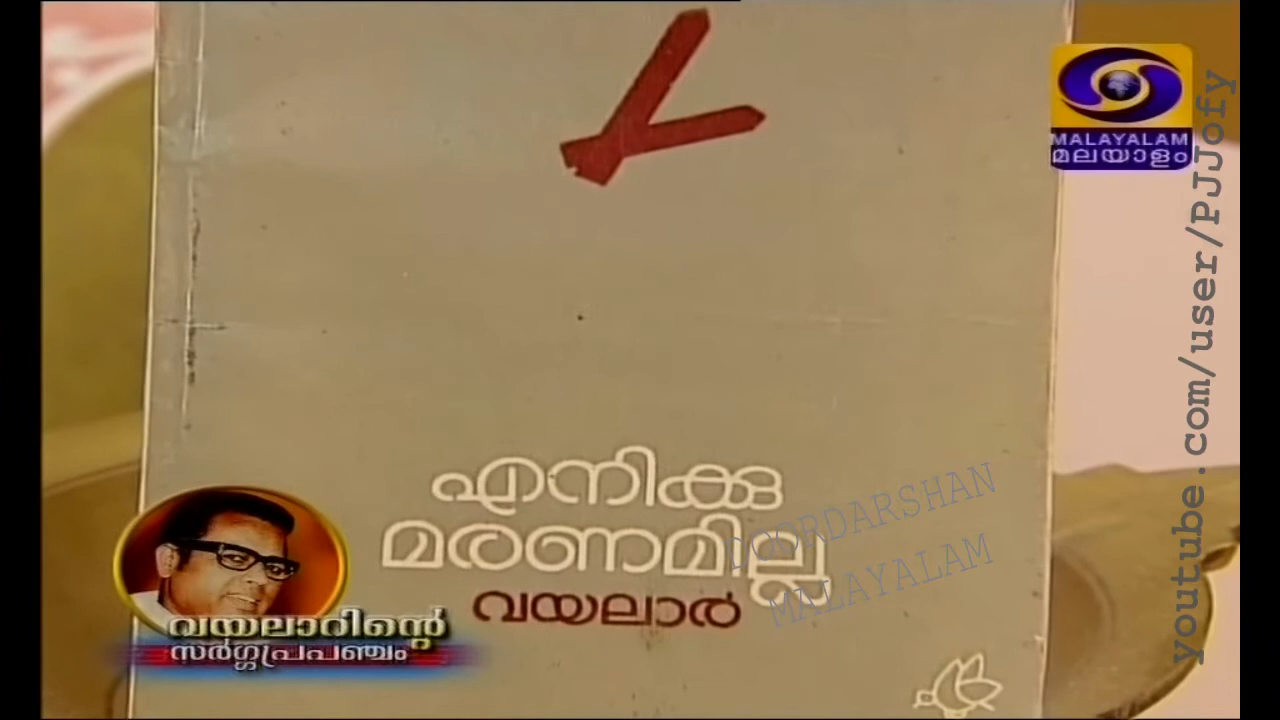 MALAYALAM
മലയാളം
youtube.com/user/PJJofy
എനിക്കു
മരണമില്ല
വയലാർ
DOORDARSHAN
MALAYALAM
വയലാറിന്റെ
സർഗ്ഗപ്രപഞ്ചം